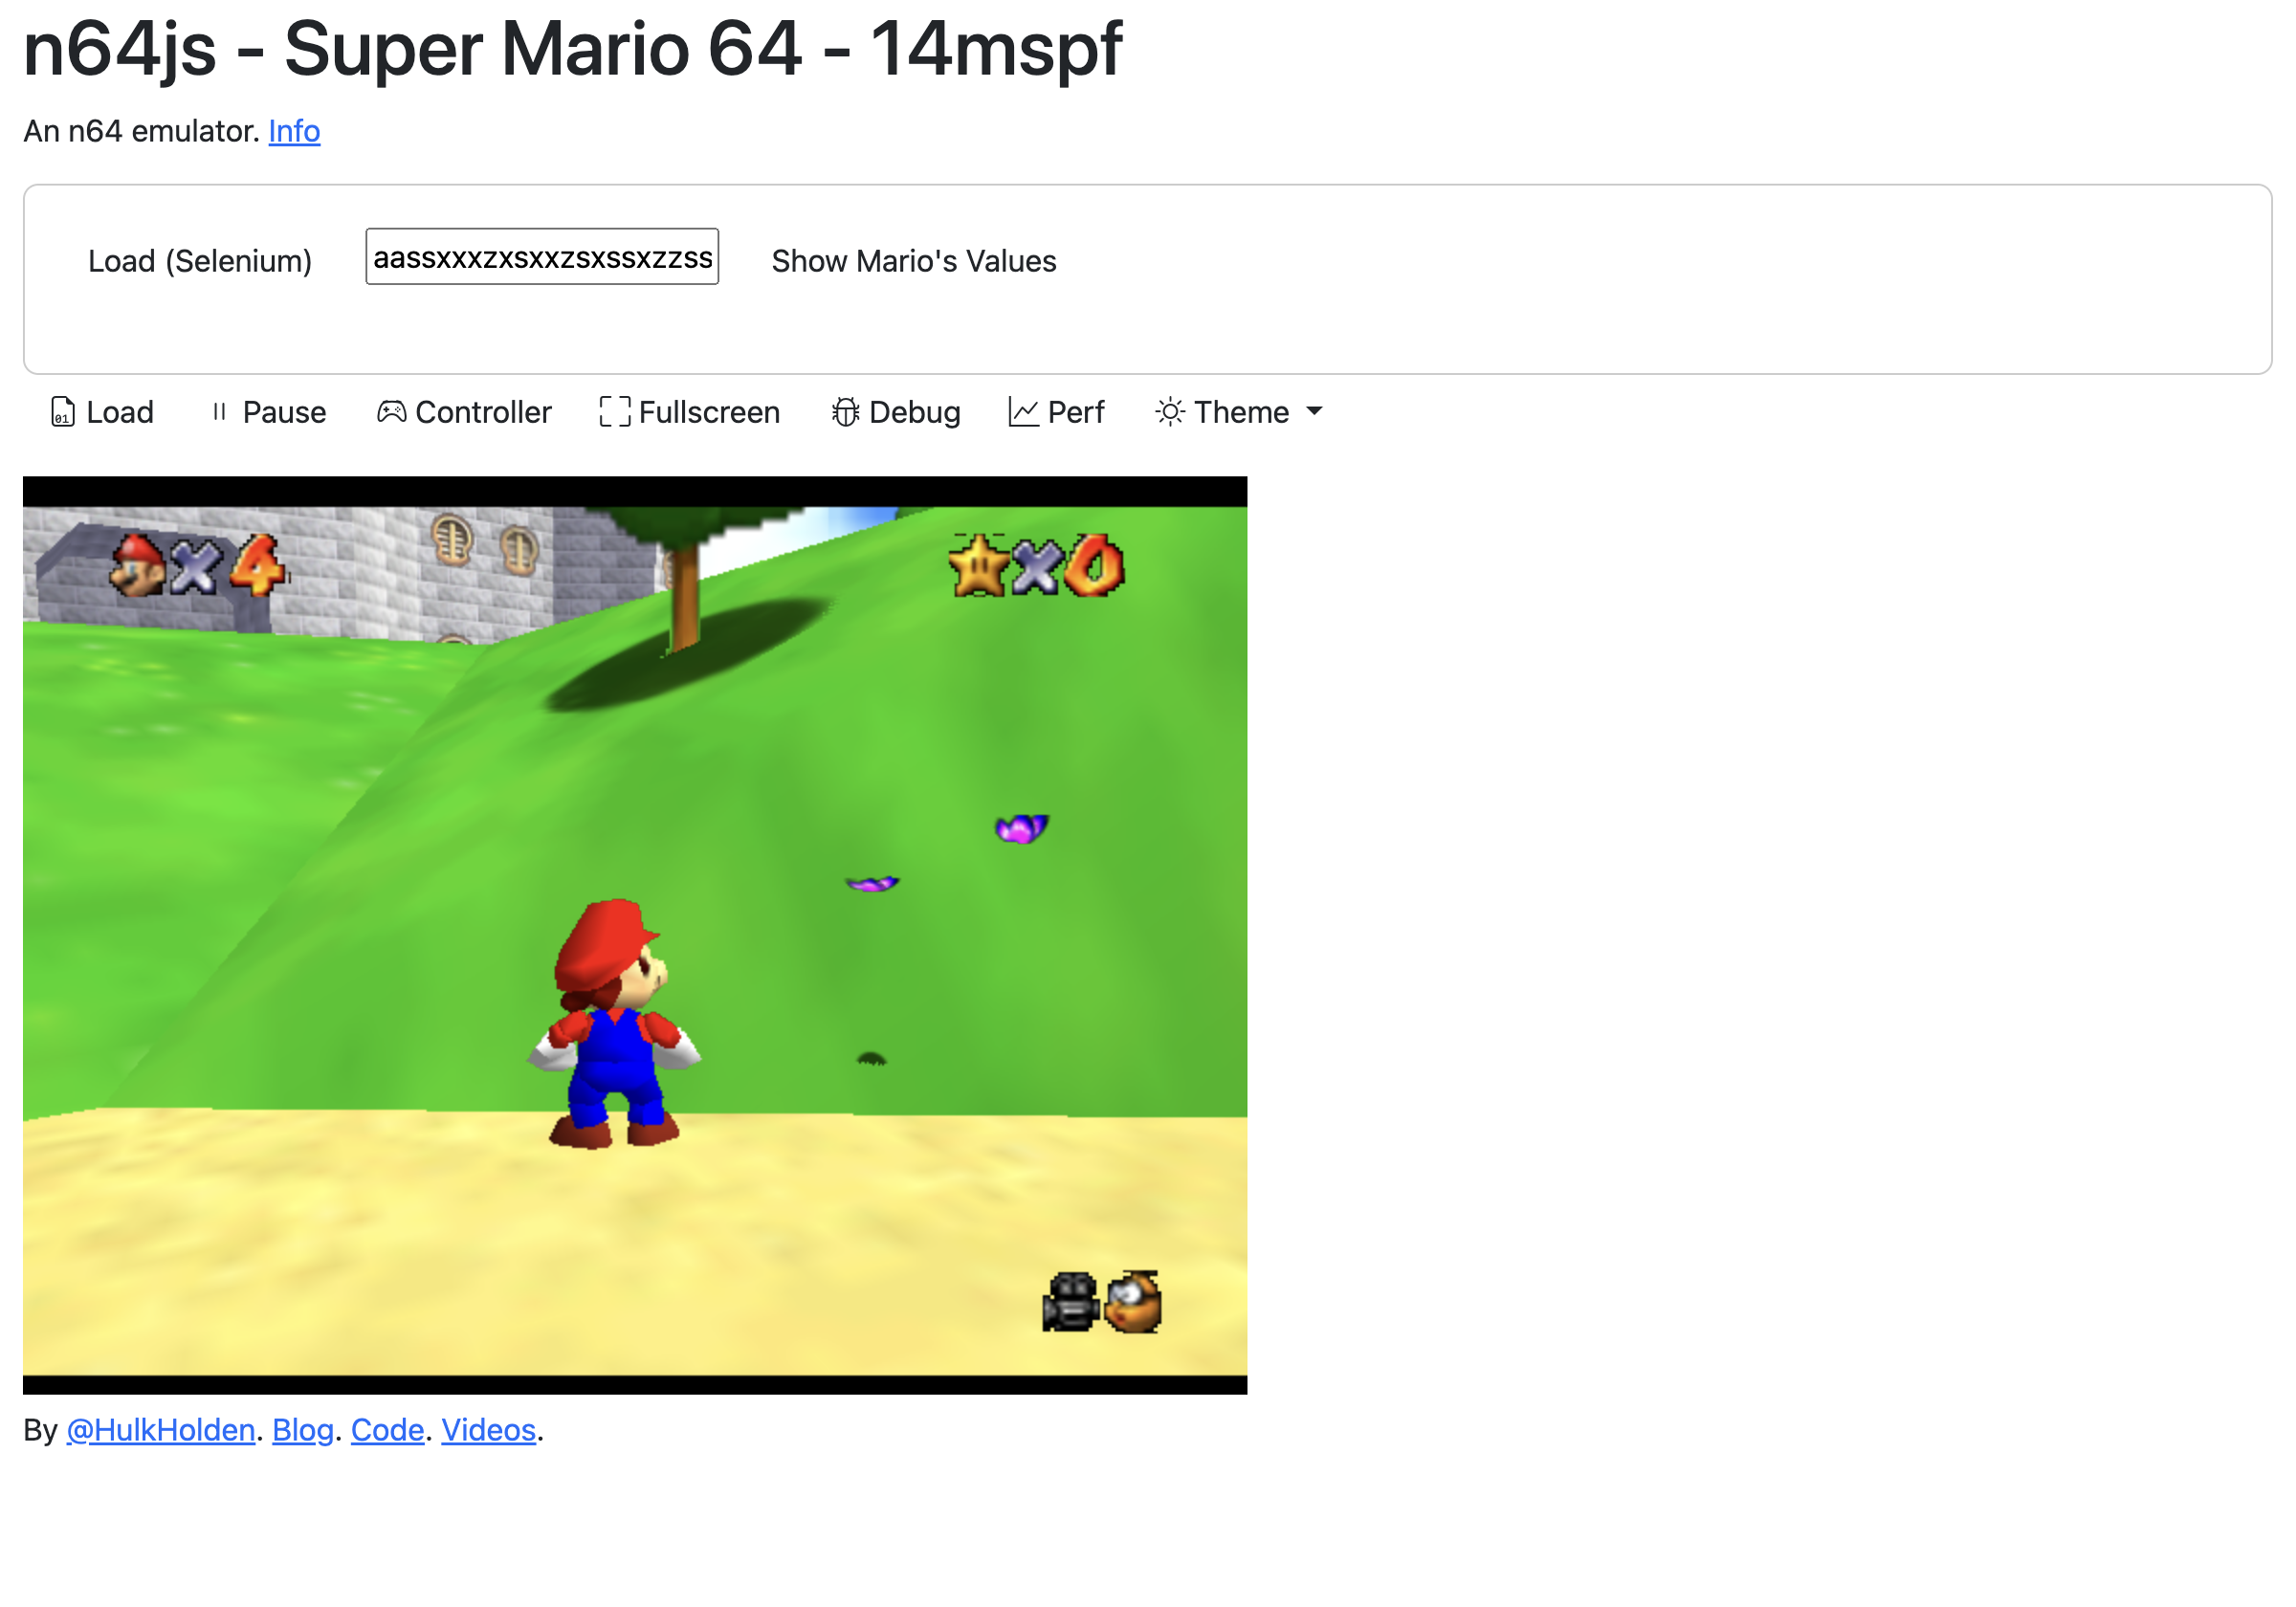 n64js - Super Mario 64 - 14mspf
An n64 emulator. Info
Load (Selenium) aassxxxzxsxxzsxssxzzss Show Mario's Values
Load Pause Controller Fullscreen Debug Perf Theme
×4 ×0
By @HulkHolden. Blog. Code. Videos.